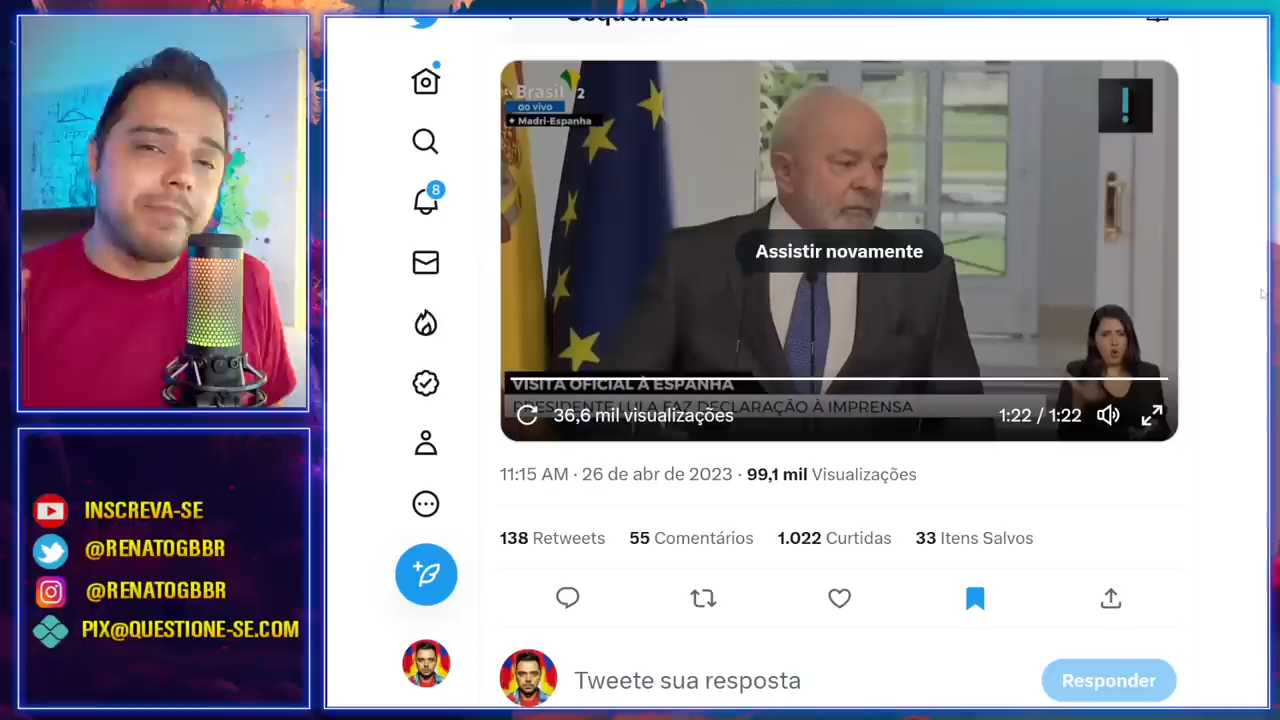 Sequência
tv Brasil 2
ao vivo
Madri-Espanha
!
8
Assistir novamente
VISITA OFICIAL À ESPANHA
PRESIDENTE LULA FAZ DECLARAÇÃO À IMPRENSA
36,6 mil visualizações
1:22 / 1:22
11:15 AM · 26 de abr de 2023 · 99,1 mil Visualizações
138 Retweets 55 Comentários 1.022 Curtidas 33 Itens Salvos
Tweete sua resposta
Responder
INSCREVA-SE
@RENATOGBBR
@RENATOGBBR
PIX@QUESTIONE-SE.COM